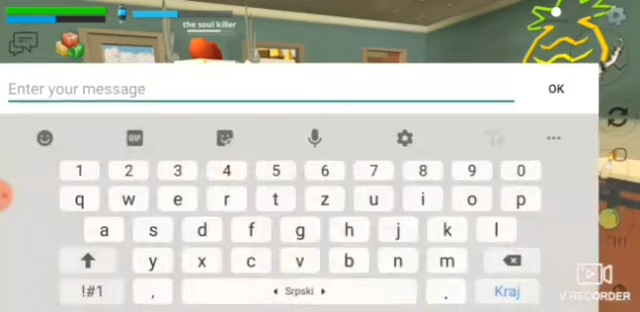 the soul killer
Enter your message
OK
GIF
1 2 3 4 5 6 7 8 9 0
q w e r t z u i o p
a s d f g h j k l
y x c v b n m
!#1 , Srpski . Kraj
V RECORDER